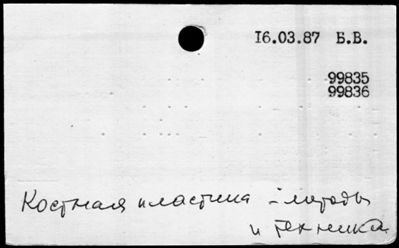 16.03.87 Б.В.
99835
99836
Костная пластика - методы
и техника